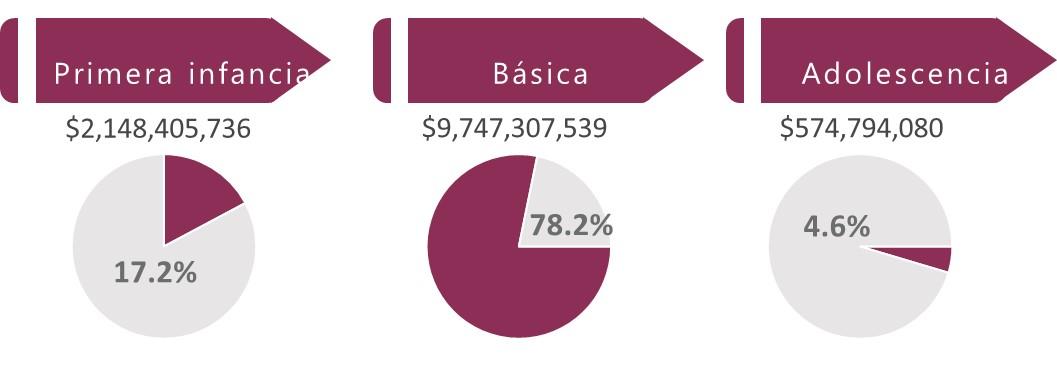 Primera infancia
$2,148,405,736
17.2%
Básica
$9,747,307,539
78.2%
Adolescencia
$574,794,080
4.6%